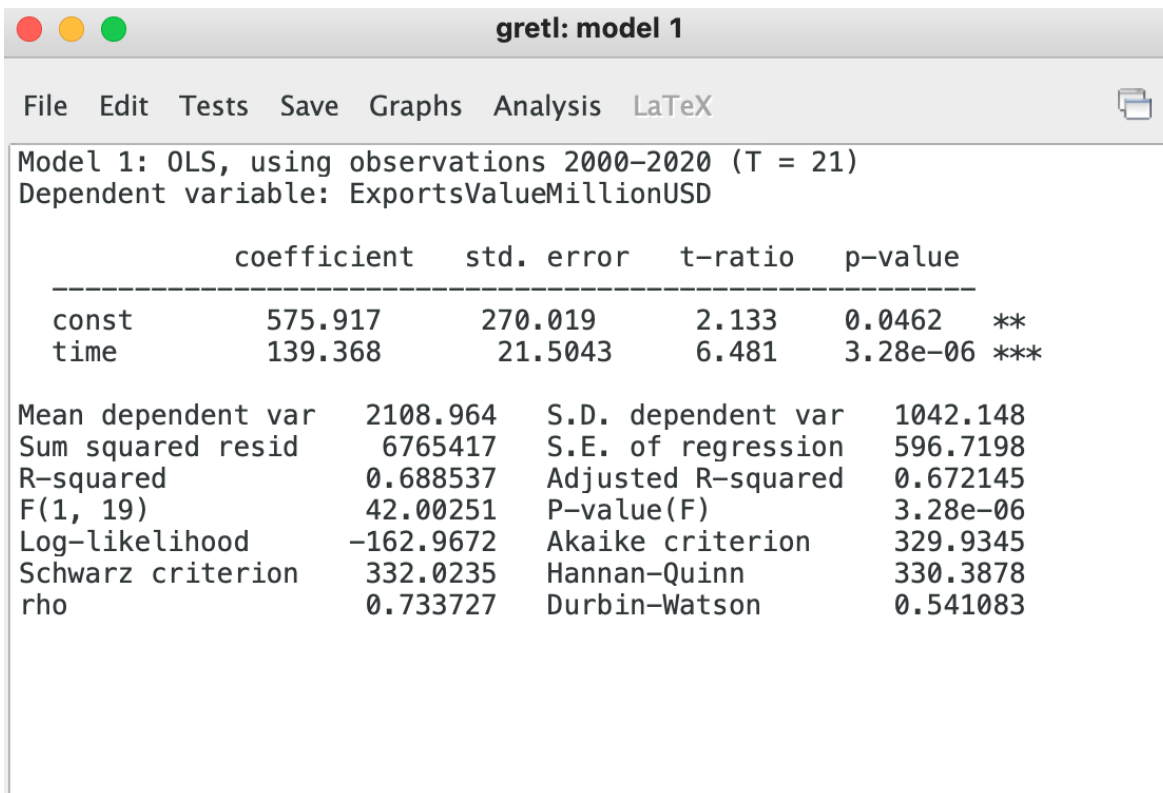 gretl: model 1
File Edit Tests Save Graphs Analysis LaTeX
Model 1: OLS, using observations 2000-2020 (T = 21)
Dependent variable: ExportsValueMillionUSD
coefficient std. error t-ratio p-value
---------------------------------------------------------
const 575.917 270.019 2.133 0.0462 **
time 139.368 21.5043 6.481 3.28e-06 ***
Mean dependent var 2108.964 S.D. dependent var 1042.148
Sum squared resid 6765417 S.E. of regression 596.7198
R-squared 0.688537 Adjusted R-squared 0.672145
F(1, 19) 42.00251 P-value(F) 3.28e-06
Log-likelihood -162.9672 Akaike criterion 329.9345
Schwarz criterion 332.0235 Hannan-Quinn 330.3878
rho 0.733727 Durbin-Watson 0.541083